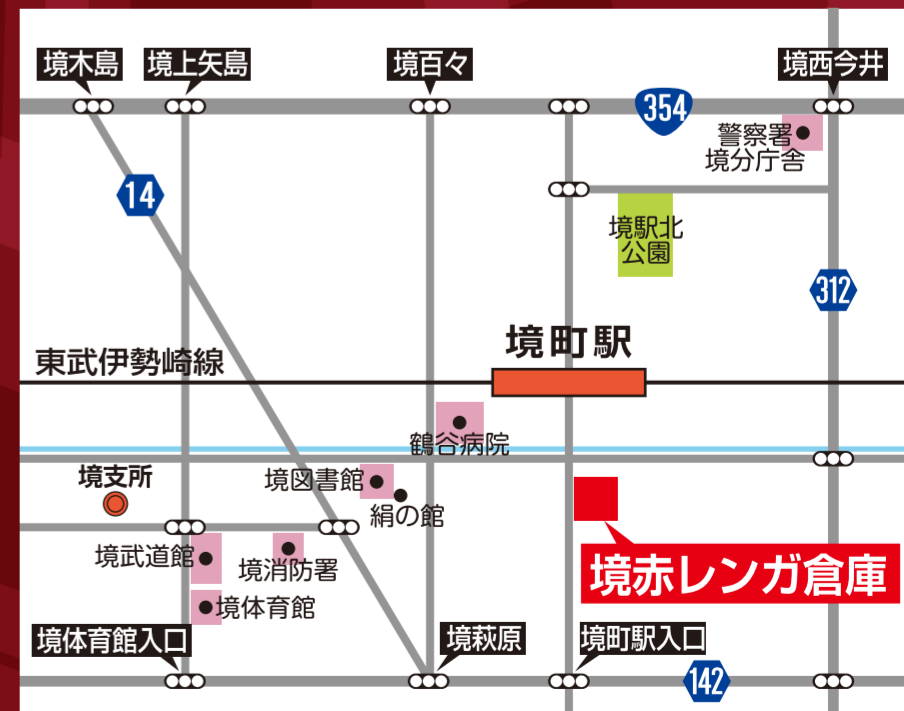 境木島
境上矢島
境百々
境西今井
354
警察署
境分庁舎
14
境駅北
公園
312
境町駅
東武伊勢崎線
鶴谷病院
境支所
境図書館
絹の館
境武道館
境消防署
境赤レンガ倉庫
境体育館
境体育館入口
境萩原
境町駅入口
142